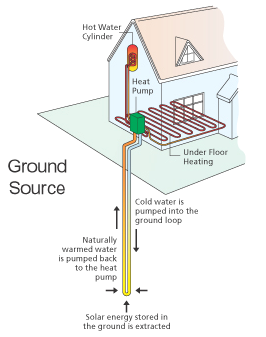 Hot Water
Cylinder
Heat
Pump
Under Floor
Heating
Ground
Source
Cold water is
pumped into the
ground loop
Naturally
warmed water
is pumped back
to the heat
pump
Solar energy stored in
the ground is extracted